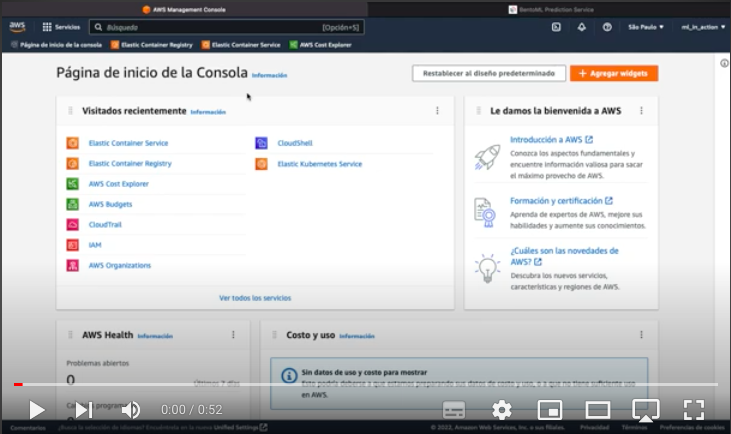 AWS Management Console
BentoML Prediction Service
aws
Servicios
Búsqueda
[Opción+S]
São Paulo
ml_in_action
Página de inicio de la consola
Elastic Container Registry
Elastic Container Service
AWS Cost Explorer
Página de inicio de la Consola
Información
Restablecer al diseño predeterminado
Agregar widgets
Visitados recientemente
Información
Elastic Container Service
Elastic Container Registry
AWS Cost Explorer
AWS Budgets
CloudTrail
IAM
AWS Organizations
CloudShell
Elastic Kubernetes Service
Ver todos los servicios
Le damos la bienvenida a AWS
Introducción a AWS
Conozca los aspectos fundamentales y
encuentre información valiosa para sacar
el máximo provecho de AWS.
Formación y certificación
Aprenda de expertos de AWS, mejore sus
habilidades y aumente sus conocimientos.
¿Cuáles son las novedades de
AWS?
Descubra los nuevos servicios,
características y regiones de AWS.
AWS Health
Información
Problemas abiertos
0
Últimos 7 días
Costo y uso
Información
Sin datos de uso y costo para mostrar
Esto podría deberse a que estamos preparando sus datos de costo y uso, o a que no tiene suficiente uso
en AWS.
0:00 / 0:52
Comentarios
¿Busca la selección de idiomas? Encuéntrela en la nueva Unified Settings
© 2022, Amazon Web Services, Inc. o sus filiales.
Privacidad
Términos
Preferencias de cookies